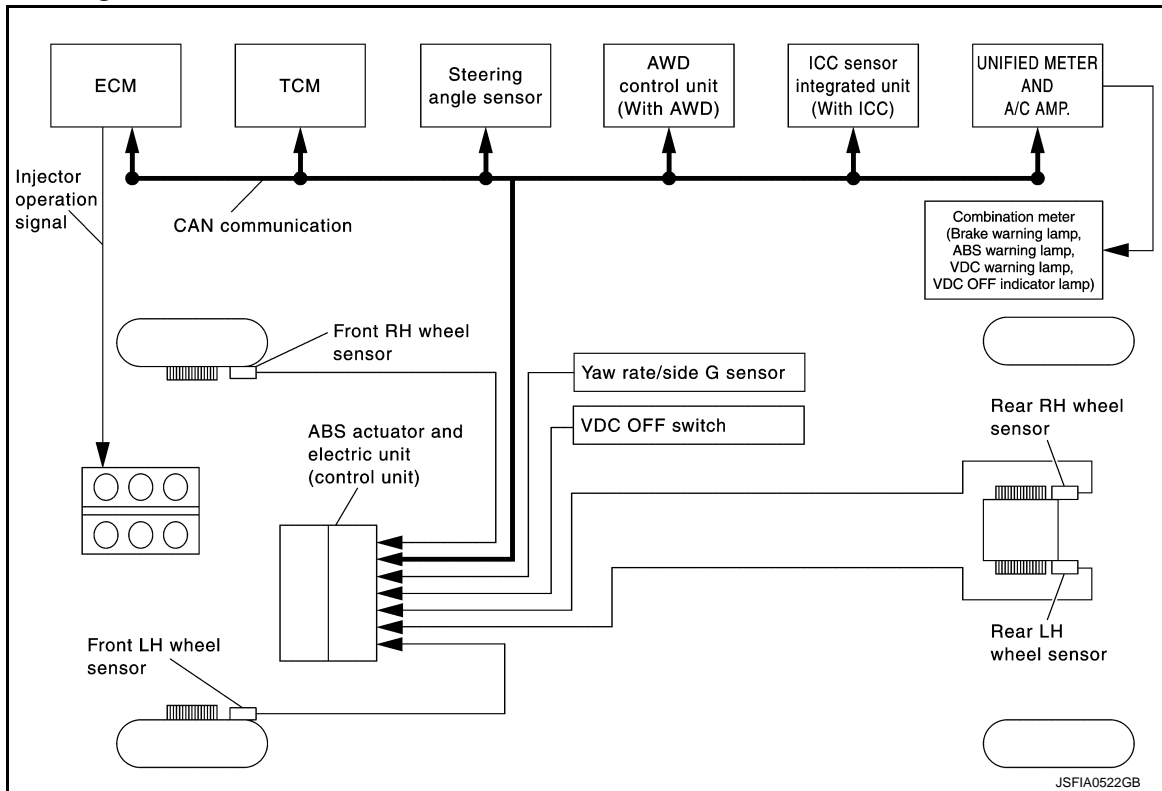 ECM
TCM
Steering
angle sensor
AWD
control unit
(With AWD)
ICC sensor
integrated unit
(With ICC)
UNIFIED METER
AND
A/C AMP.
Injector
operation
signal
CAN communication
Combination meter
(Brake warning lamp,
ABS warning lamp,
VDC warning lamp,
VDC OFF indicator lamp)
Front RH wheel
sensor
Yaw rate/side G sensor
VDC OFF switch
Rear RH wheel
sensor
ABS actuator and
electric unit
(control unit)
Front LH wheel
sensor
Rear LH
wheel sensor
JSFIA0522GB